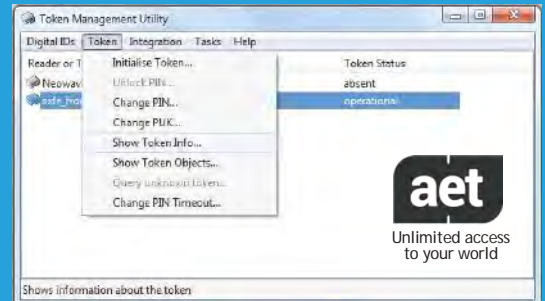 Token Management Utility
Digital IDs Token Integration Tasks Help
Reader or T
Token Status
absent
operational
Initialise Token...
Unlock PIN...
Change PIN...
Change PUK...
Show Token Info...
Show Token Objects...
Query unknown token...
Change PIN Timeout...
aet
Unlimited access
to your world
Shows information about the token